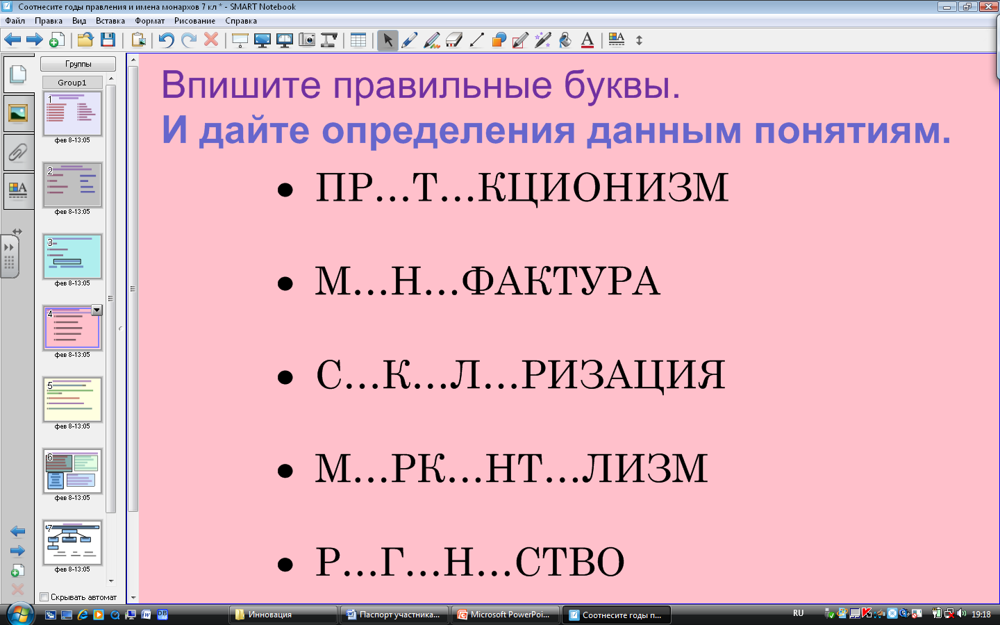 Соотнесите годы правления и имена монархов 7 кл * - SMART Notebook
Файл Правка Вид Вставка Формат Рисование Справка
Группы
Group1
1
фев 8-13:05
2
фев 8-13:05
3
фев 8-13:05
4
фев 8-13:05
5
фев 8-13:05
6
фев 8-13:05
7
фев 8-13:05
Скрывать автомат
Впишите правильные буквы.
И дайте определения данным понятиям.
• ПР...Т...КЦИОНИЗМ
• М...Н...ФАКТУРА
• С...К...Л...РИЗАЦИЯ
• М...РК...НТ...ЛИЗМ
• Р...Г...Н...СТВО
Инновация
Паспорт участника...
Microsoft PowerPoi...
Соотнесите годы п...
RU
19:18